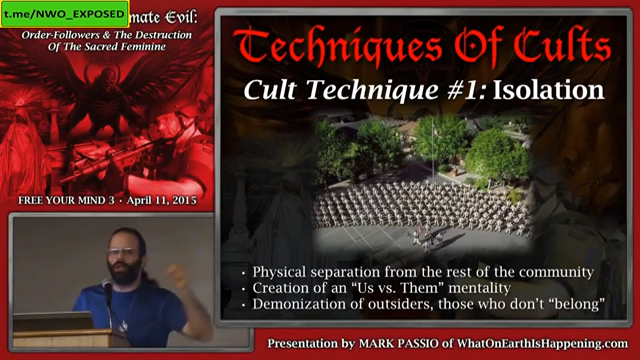 t.me/NWO_EXPOSED
mate Evil:
Order-Followers & The Destruction
Of The Sacred Feminine
FREE YOUR MIND 3 · April 11, 2015
Techniques Of Cults
Cult Technique #1: Isolation
· Physical separation from the rest of the community
· Creation of an “Us vs. Them” mentality
· Demonization of outsiders, those who don’t “belong”
Presentation by MARK PASSIO of WhatOnEarthIsHappening.com